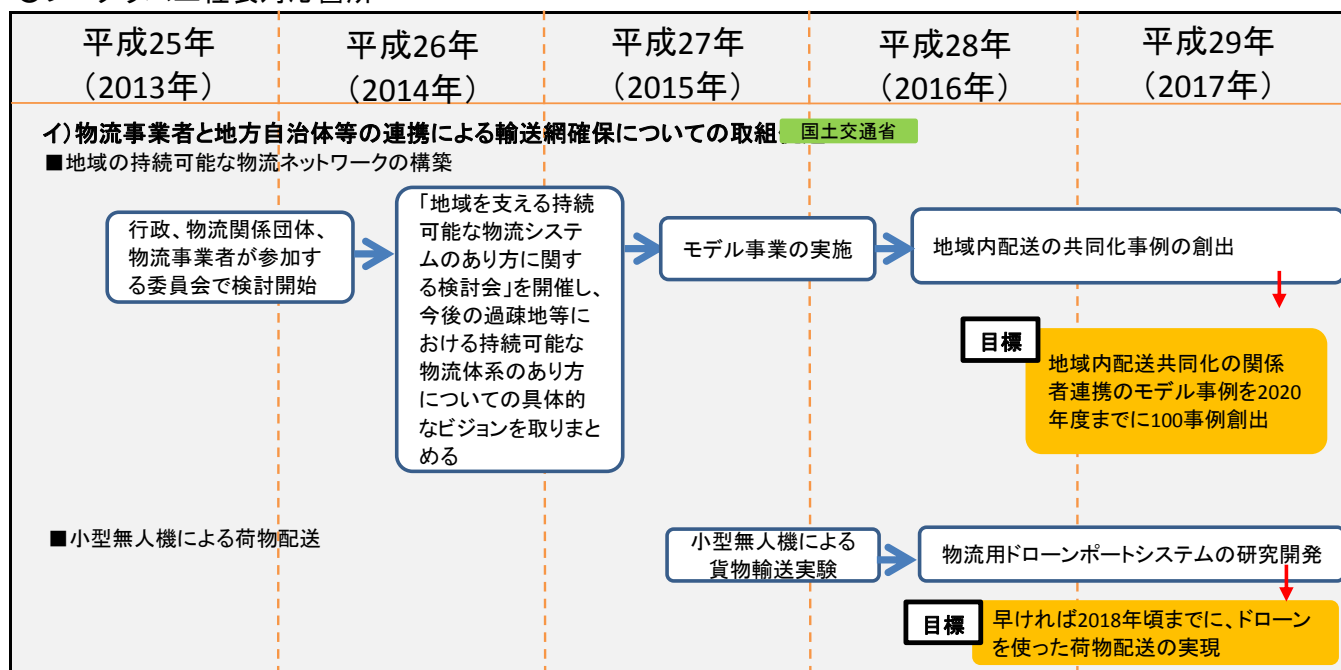 平成25年
（2013年）
平成26年
（2014年）
平成27年
（2015年）
平成28年
（2016年）
平成29年
（2017年）
イ）物流事業者と地方自治体等の連携による輸送網確保についての取組
国土交通省
■地域の持続可能な物流ネットワークの構築
行政、物流関係団体、
物流事業者が参加す
る委員会で検討開始
「地域を支える持続
可能な物流システ
ムのあり方に関す
る検討会」を開催し、
今後の過疎地等に
おける持続可能な
物流体系のあり方
についての具体的
なビジョンを取りまと
める
モデル事業の実施
地域内配送の共同化事例の創出
目標
地域内配送共同化の関係
者連携のモデル事例を2020
年度までに100事例創出
■小型無人機による荷物配送
小型無人機による
貨物輸送実験
物流用ドローンポートシステムの研究開発
目標
早ければ2018年頃までに、ドローン
を使った荷物配送の実現